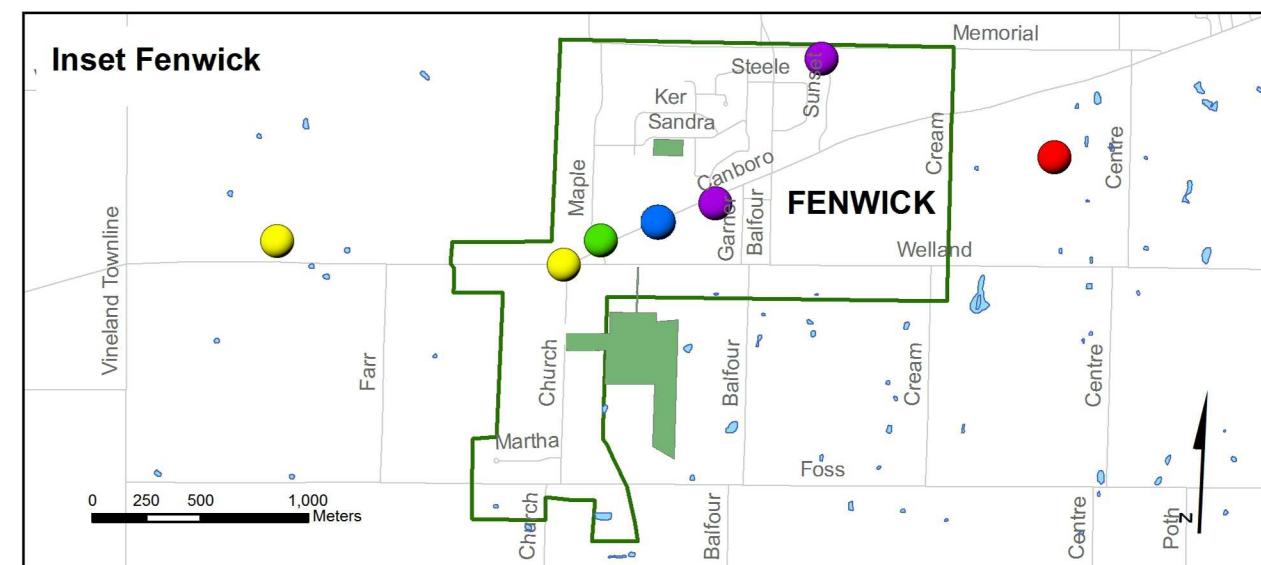 Inset Fenwick
Memorial
Steele
Sunset
Ker
Sandra
Cream
Centre
Canboro
Maple
FENWICK
Garner
Balfour
Welland
Vineland Townline
Farr
Church
Balfour
Cream
Centre
Martha
Foss
0 250 500 1,000
Meters
Church
Balfour
Centre
Poth
N